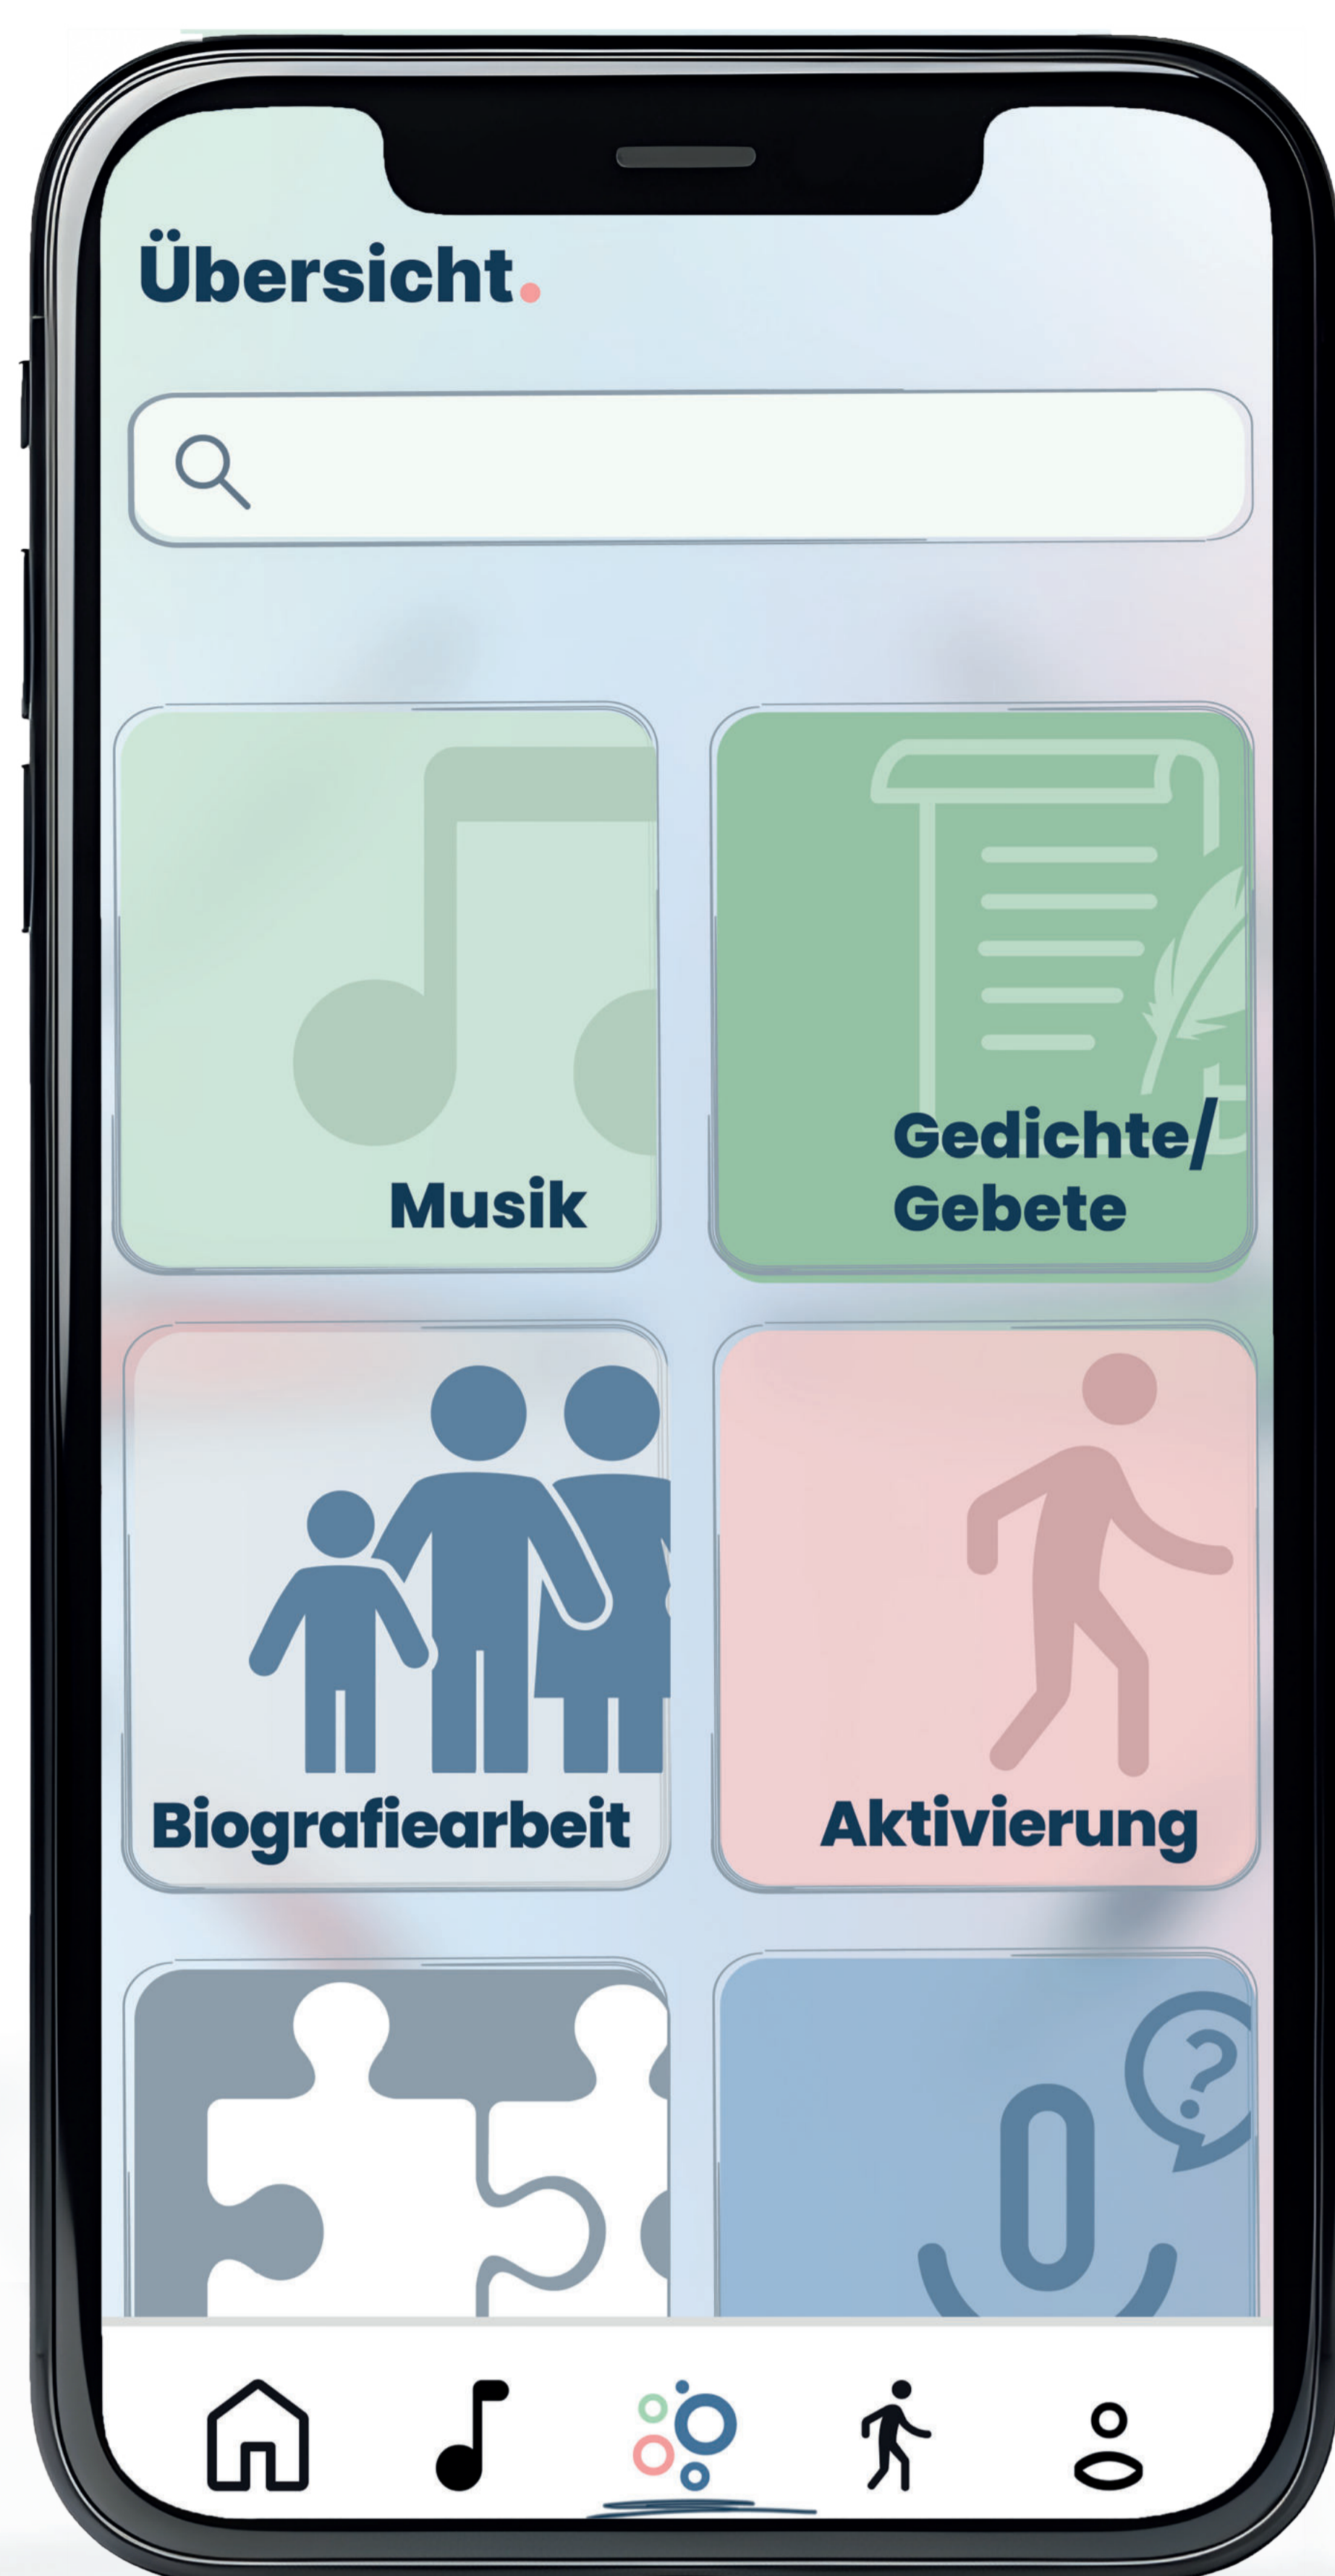 Übersicht.
Musik
Gedichte/
Gebete
Biografiearbeit
Aktivierung
?